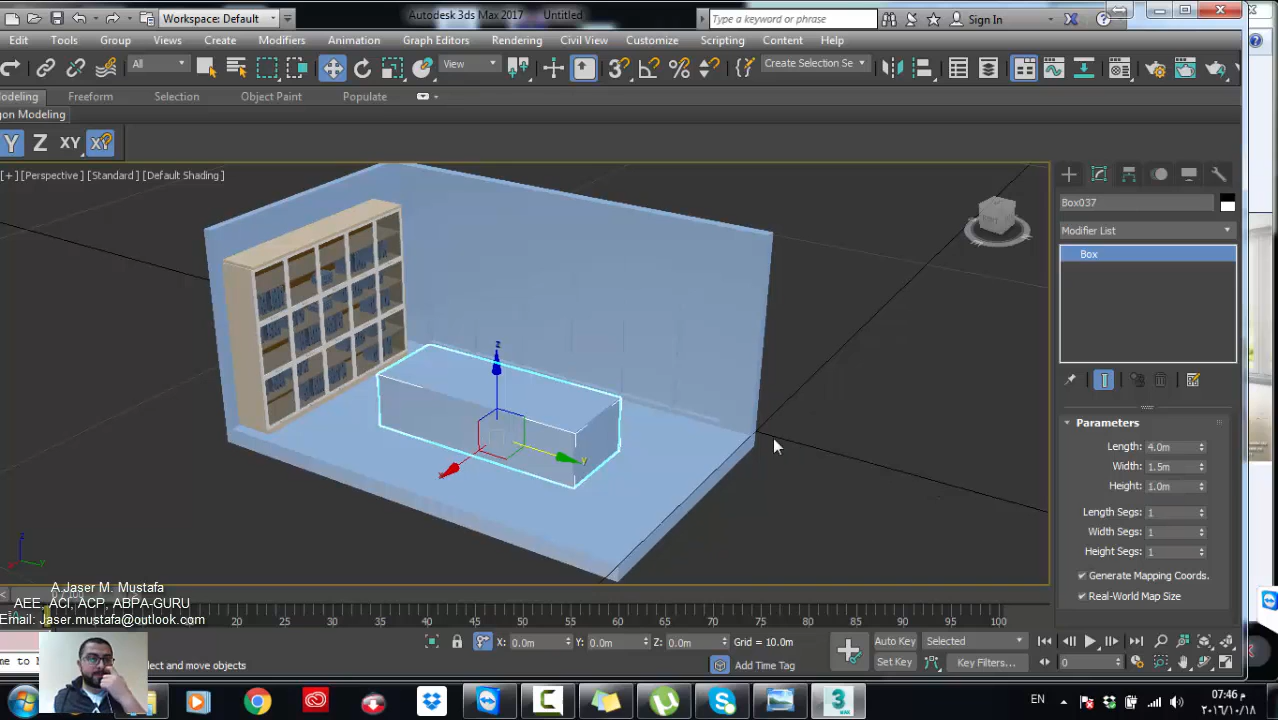 Workspace: Default
Autodesk 3ds Max 2017 Untitled
Type a keyword or phrase
Sign In
Edit Tools Group Views Create Modifiers Animation Graph Editors Rendering Civil View Customize Scripting Content Help
All
View
Create Selection Se
odeling Freeform Selection Object Paint Populate
gon Modeling
Y Z XY XY
[+] [Perspective] [Standard] [Default Shading]
Box037
Modifier List
Box
z
x
y
Parameters
Length: 4.0m
Width: 1.5m
Height: 1.0m
Length Segs: 1
Width Segs: 1
Height Segs: 1
Generate Mapping Coords.
Real-World Map Size
z
y
A.Jaser M. Mustafa
AEE, ACI, ACP, ABPA-GURU
Email: Jaser.mustafa@outlook.com
20 25 30 35 40 45 50 55 60 65 70 75 80 85 90 95 100
X: 0.0m Y: 0.0m Z: 0.0m Grid = 10.0m
Auto Key Selected
Set Key Key Filters... 0
ome to M
lect and move objects
Add Time Tag
EN
07:46 م
٢٠١٦/١٠/١٨